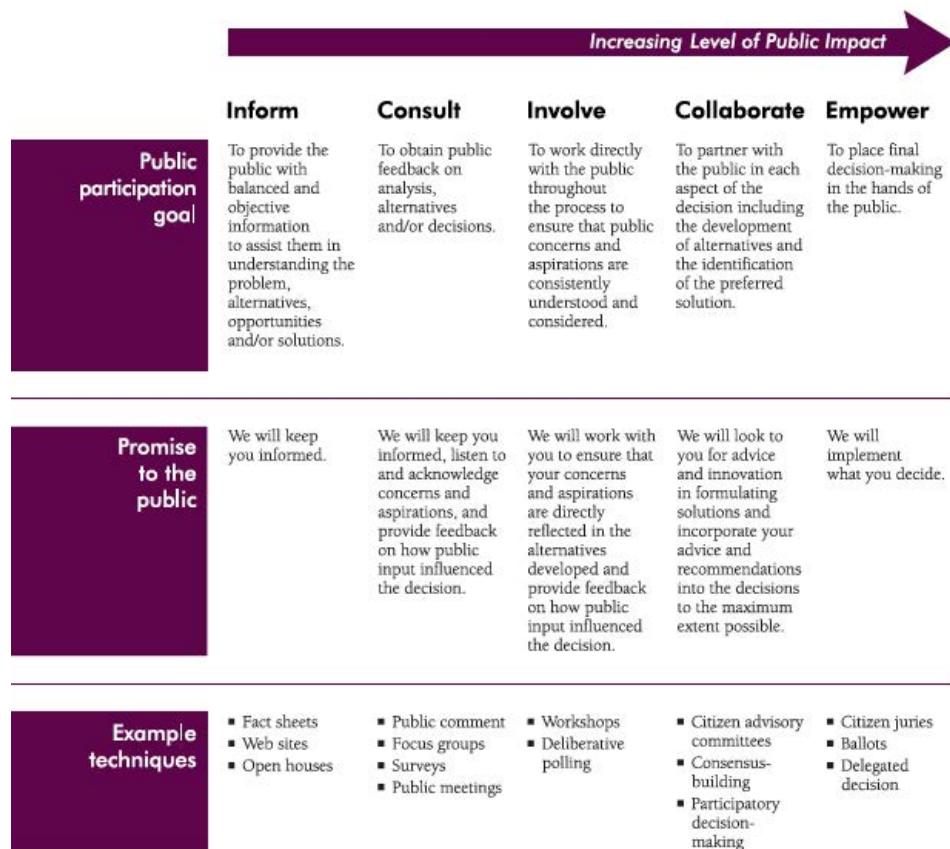 Increasing Level of Public Impact
Inform
Consult
Involve
Collaborate
Empower
Public
participation
goal
To provide the
public with
balanced and
objective
information
to assist them in
understanding the
problem,
alternatives,
opportunities
and/or solutions.
To obtain public
feedback on
analysis,
alternatives
and/or decisions.
To work directly
with the public
throughout
the process to
ensure that public
concerns and
aspirations are
consistently
understood and
considered.
To partner with
the public in each
aspect of the
decision including
the development
of alternatives and
the identification
of the preferred
solution.
To place final
decision-making
in the hands of
the public.
Promise
to the
public
We will keep
you informed.
We will keep you
informed, listen to
and acknowledge
concerns and
aspirations, and
provide feedback
on how public
input influenced
the decision.
We will work with
you to ensure that
your concerns
and aspirations
are directly
reflected in the
alternatives
developed and
provide feedback
on how public
input influenced
the decision.
We will look to
you for advice
and innovation
in formulating
solutions and
incorporate your
advice and
recommendations
into the decisions
to the maximum
extent possible.
We will
implement
what you decide.
Example
techniques
▪ Fact sheets
▪ Web sites
▪ Open houses
▪ Public comment
▪ Focus groups
▪ Surveys
▪ Public meetings
▪ Workshops
▪ Deliberative
polling
▪ Citizen advisory
committees
▪ Consensus-
building
▪ Participatory
decision-
making
▪ Citizen juries
▪ Ballots
▪ Delegated
decision